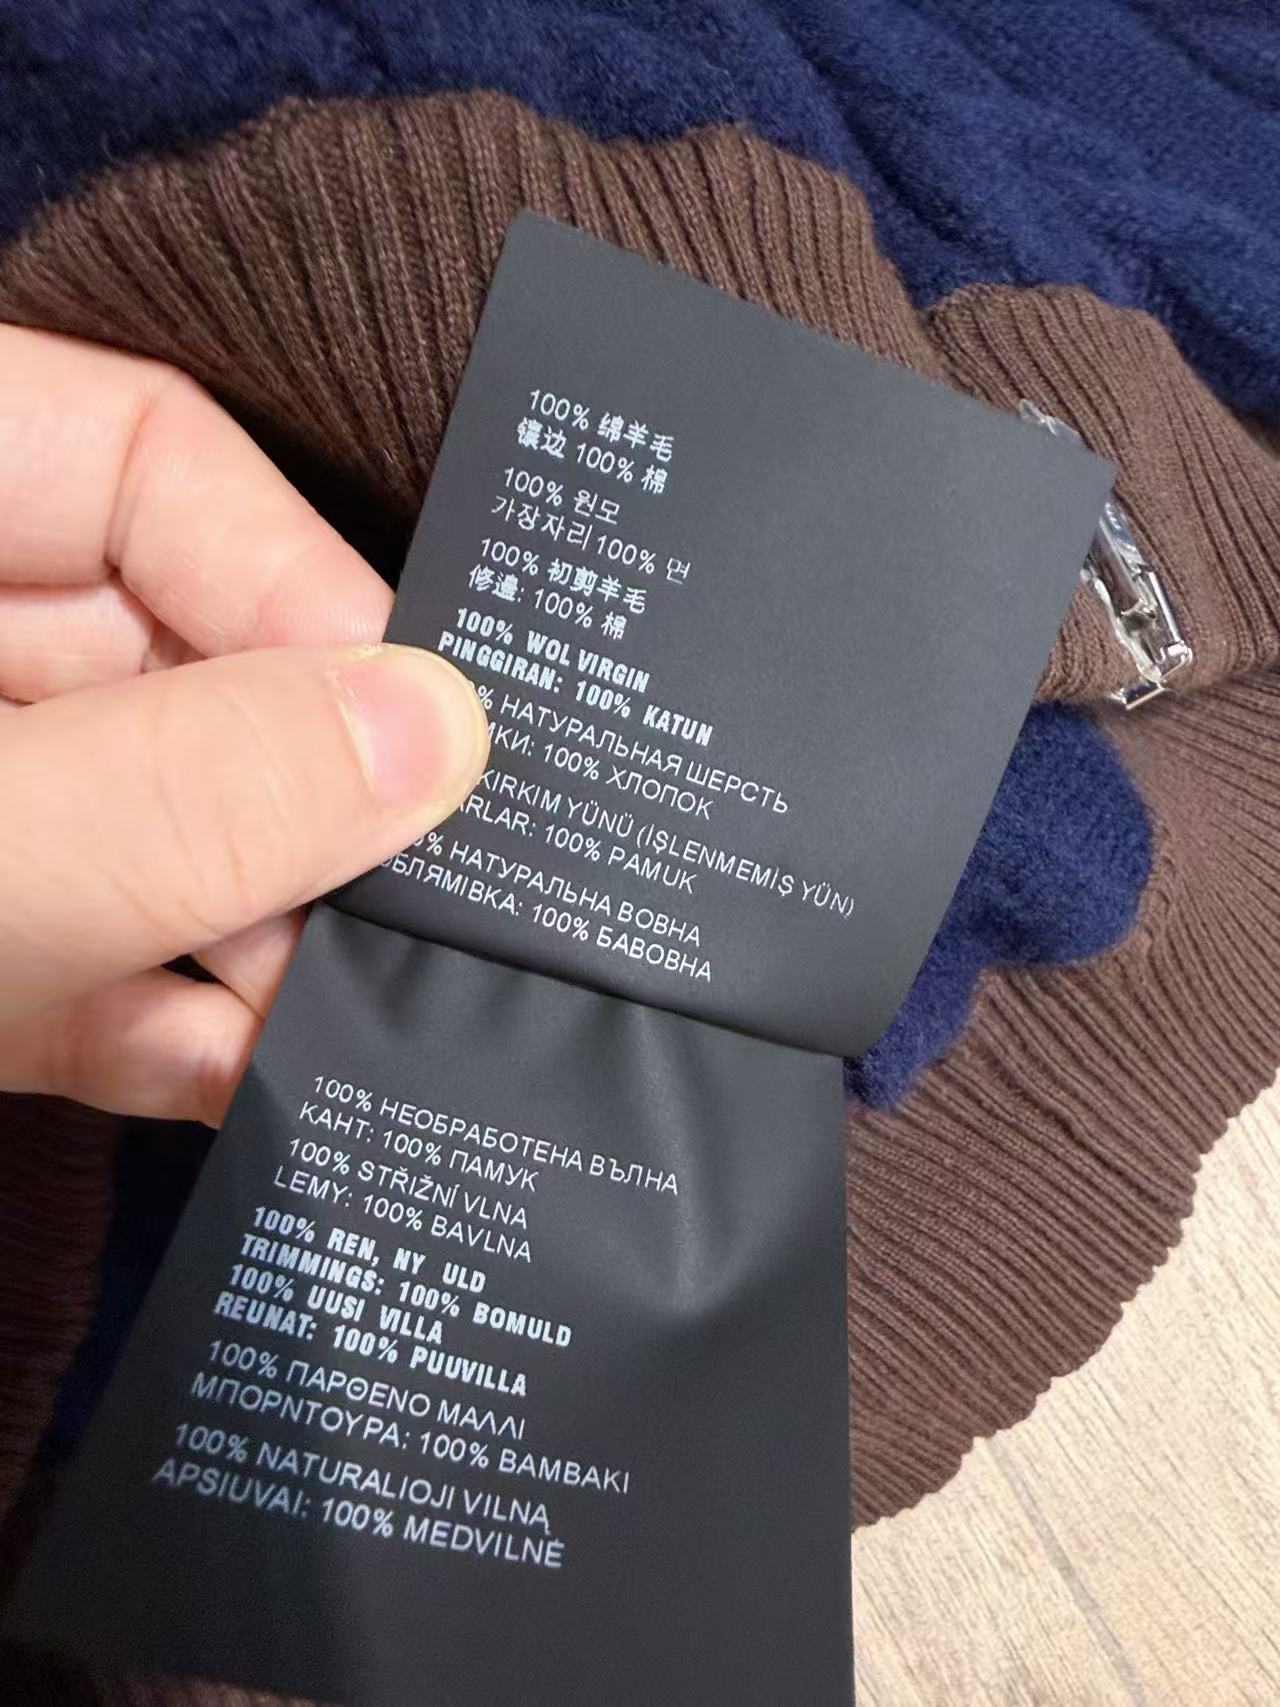 100% 绵羊毛
镶边 100% 棉
100% 원모
가장자리 100% 면
100% 初剪羊毛
修邊: 100% 棉
100% WOL VIRGIN
PINGGIRAN: 100% KATUN
% НАТУРАЛЬНАЯ ШЕРСТЬ
МКИ: 100% ХЛОПОК
KIRKIM YÜNÜ (İŞLENMEMİŞ YÜN)
ARLAR: 100% PAMUK
0% НАТУРАЛЬНА ВОВНА
ОБЛЯМІВКА: 100% БАВОВНА
100% НЕОБРАБОТЕНА ВЪЛНА
КАНТ: 100% ПАМУК
100% STŘIŽNÍ VLNA
LEMY: 100% BAVLNA
100% REN, NY ULD
TRIMMINGS: 100% BOMULD
100% UUSI VILLA
REUNAT: 100% PUUVILLA
100% ΠΑΡΘΕΝΟ ΜΑΛΛΙ
ΜΠΟΡΝΤΟΥΡΑ: 100% ΒΑΜΒΑΚΙ
100% NATURALIOJI VILNA
APSIUVAI: 100% MEDVILNĖ